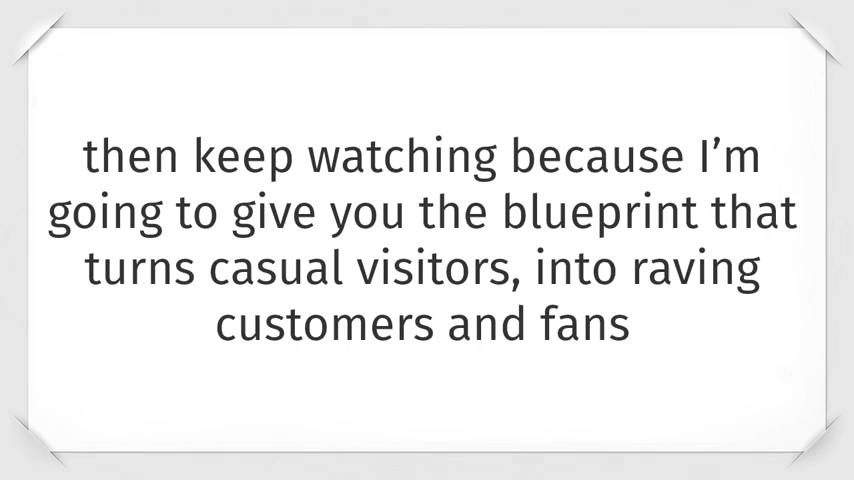 then keep watching because I’m
going to give you the blueprint that
turns casual visitors, into raving
customers and fans